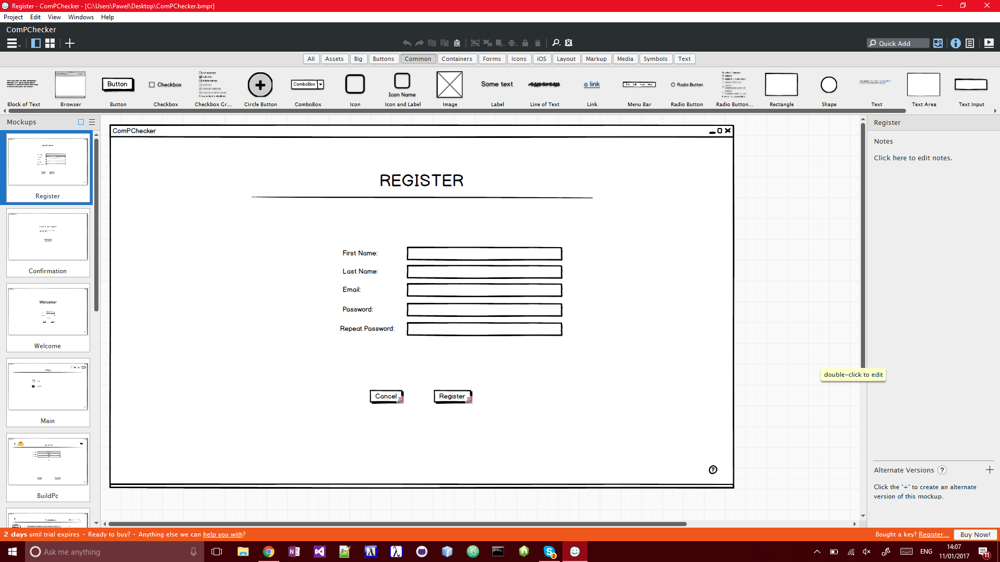 Register - ComPChecker - [C:\Users\Pawel\Desktop\ComPChecker.bmpr]
Project Edit View Windows Help
ComPChecker
Quick Add
All Assets Big Buttons Common Containers Forms Icons iOS Layout Markup Media Symbols Text
Button Checkbox ComboBox Icon Name Some text a link File Edit View Help Radio Button
Block of Text Browser Button Checkbox Checkbox Gr... Circle Button ComboBox Icon Icon and Label Image Label Line of Text Link Menu Bar Radio Button Radio Button... Rectangle Shape Text Text Area Text Input
Mockups
Register
Confirmation
Welcome!
Welcome
Main
BuildPc
ComPChecker
REGISTER
First Name:
Last Name:
Email:
Password:
Repeat Password:
Cancel Register
Register
Notes
Click here to edit notes.
double-click to edit
Alternate Versions ?
Click the '+' to create an alternate
version of this mockup.
2 days until trial expires • Ready to buy? • Anything else we can help you with?
Bought a key? Register... Buy Now!
Ask me anything
ENG
14:07
11/01/2017
2
11